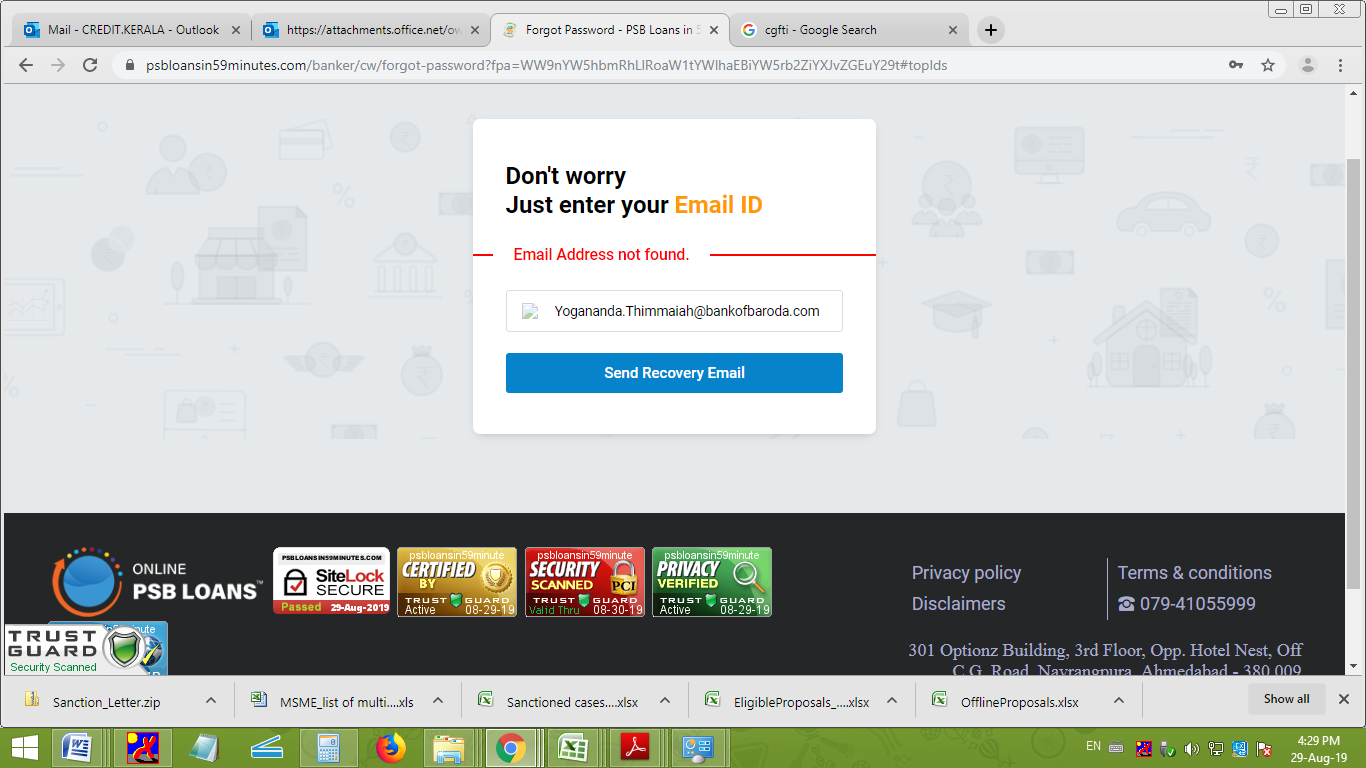 Mail - CREDIT.KERALA - Outlook
https://attachments.office.net/ow
Forgot Password - PSB Loans in 5
cgfti - Google Search
psbloansin59minutes.com/banker/cw/forgot-password?fpa=WW9nYW5hbmRhLlRoaW1tYWlhaEBiYW5rb2ZiYXJvZGEuY29t#topIds
Don't worry
Just enter your Email ID
Email Address not found.
Yogananda.Thimmaiah@bankofbaroda.com
Send Recovery Email
ONLINE
PSB LOANS™
PSBLOANSIN59MINUTES.COM
SiteLock
SECURE
Passed 29-Aug-2019
psbloansin59minute
CERTIFIED
BY
TRUST GUARD
Active 08-29-19
psbloansin59minute
SECURITY
SCANNED PCI
TRUST GUARD
Valid Thru 08-30-19
psbloansin59minute
PRIVACY
VERIFIED
TRUST GUARD
Active 08-29-19
TRUST
GUARD
Security Scanned
Privacy policy
Terms & conditions
Disclaimers
079-41055999
301 Optionz Building, 3rd Floor, Opp. Hotel Nest, Off
C.G. Road, Navrangpura, Ahmedabad - 380 009
Sanction_Letter.zip
MSME_list of multi....xls
Sanctioned cases....xlsx
EligibleProposals_....xlsx
OfflineProposals.xlsx
Show all
EN
4:29 PM
29-Aug-19